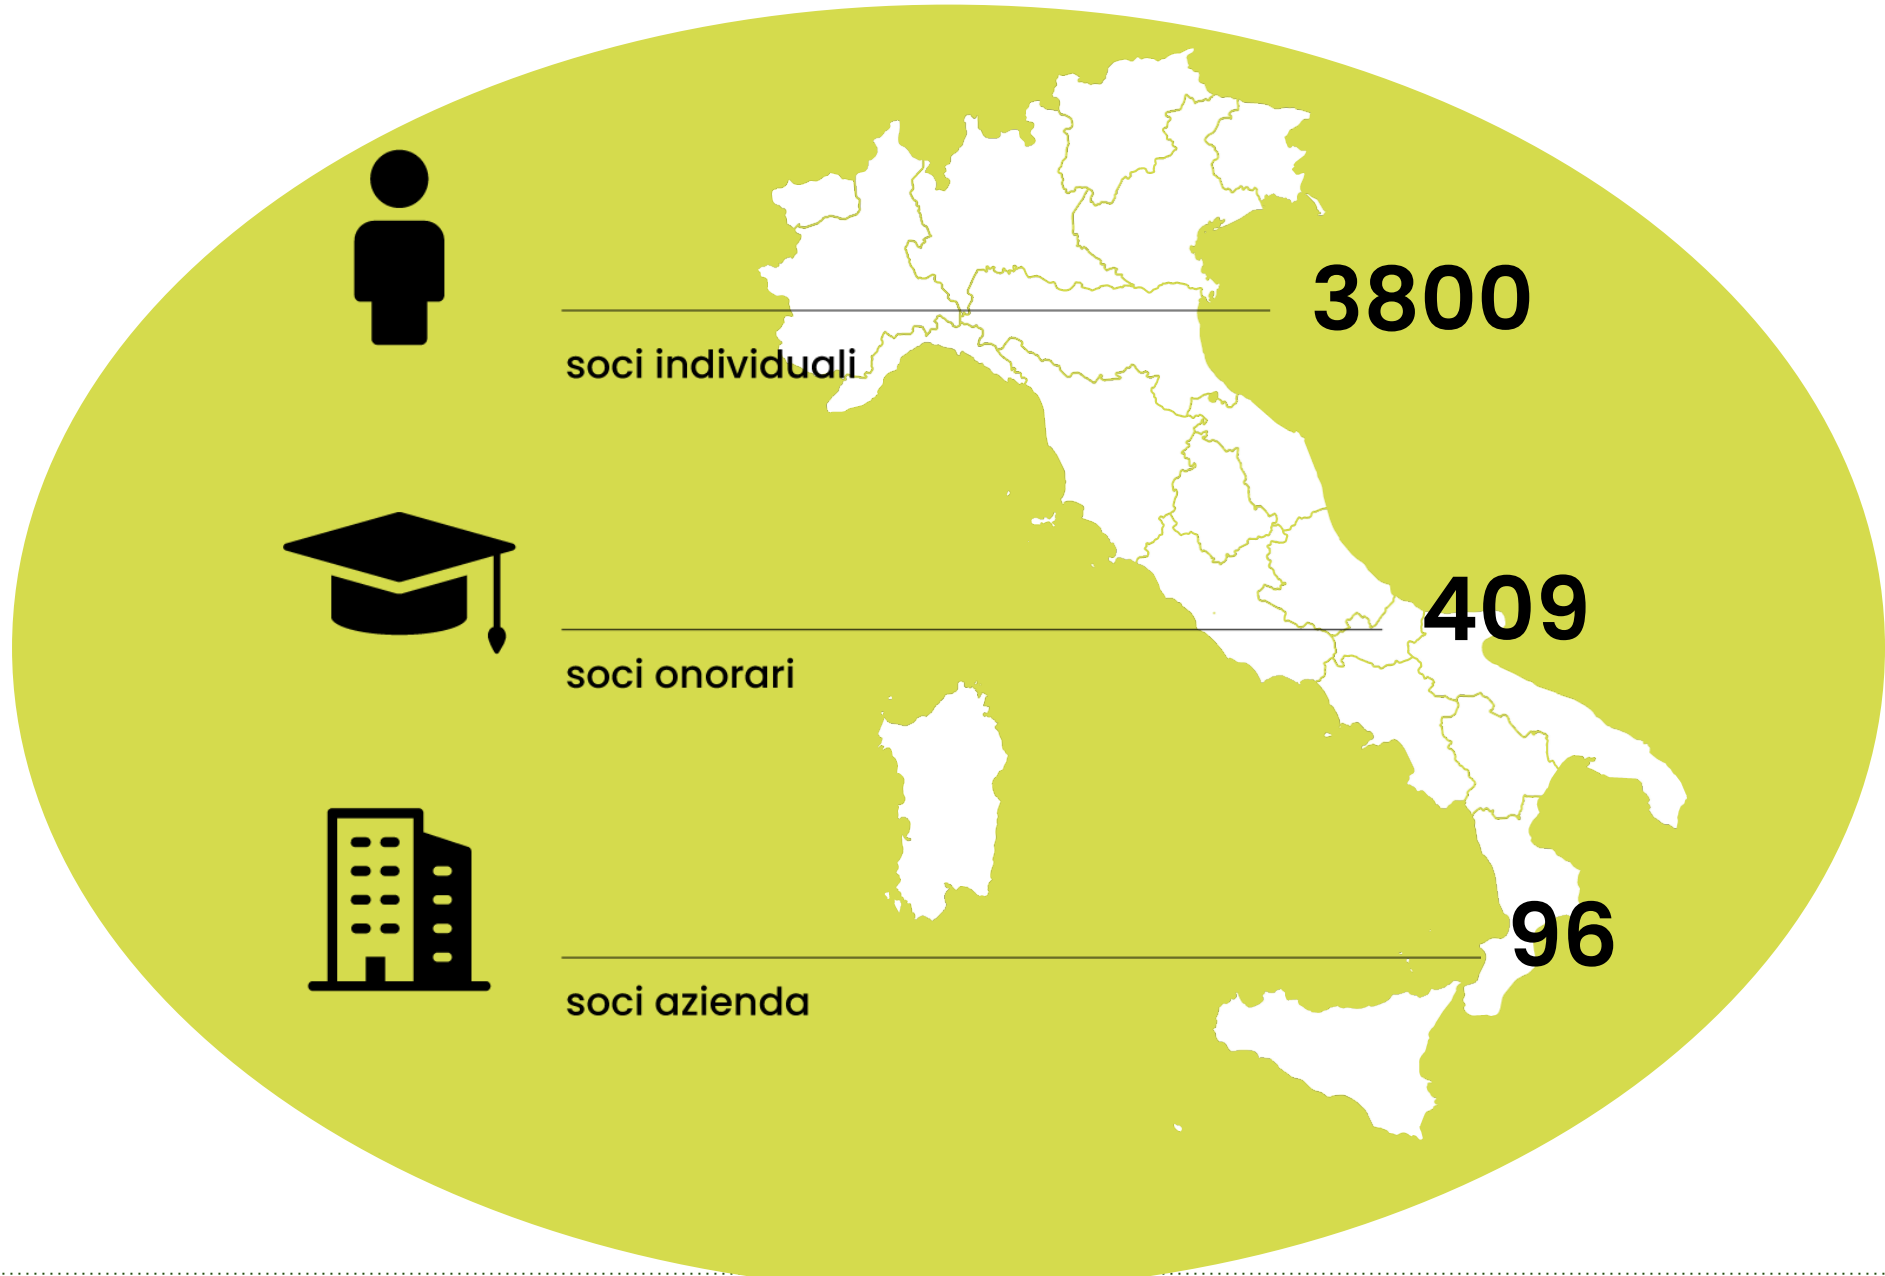 3800
soci individuali
409
soci onorari
96
soci azienda